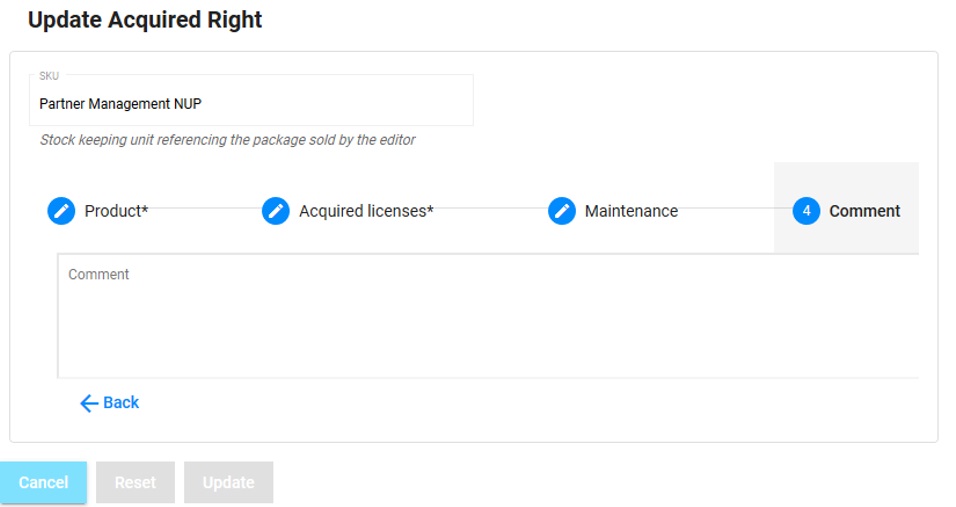 Update Acquired Right
SKU
Partner Management NUP
Stock keeping unit referencing the package sold by the editor
Product* Acquired licenses* Maintenance 4 Comment
Comment
Back
Cancel Reset Update